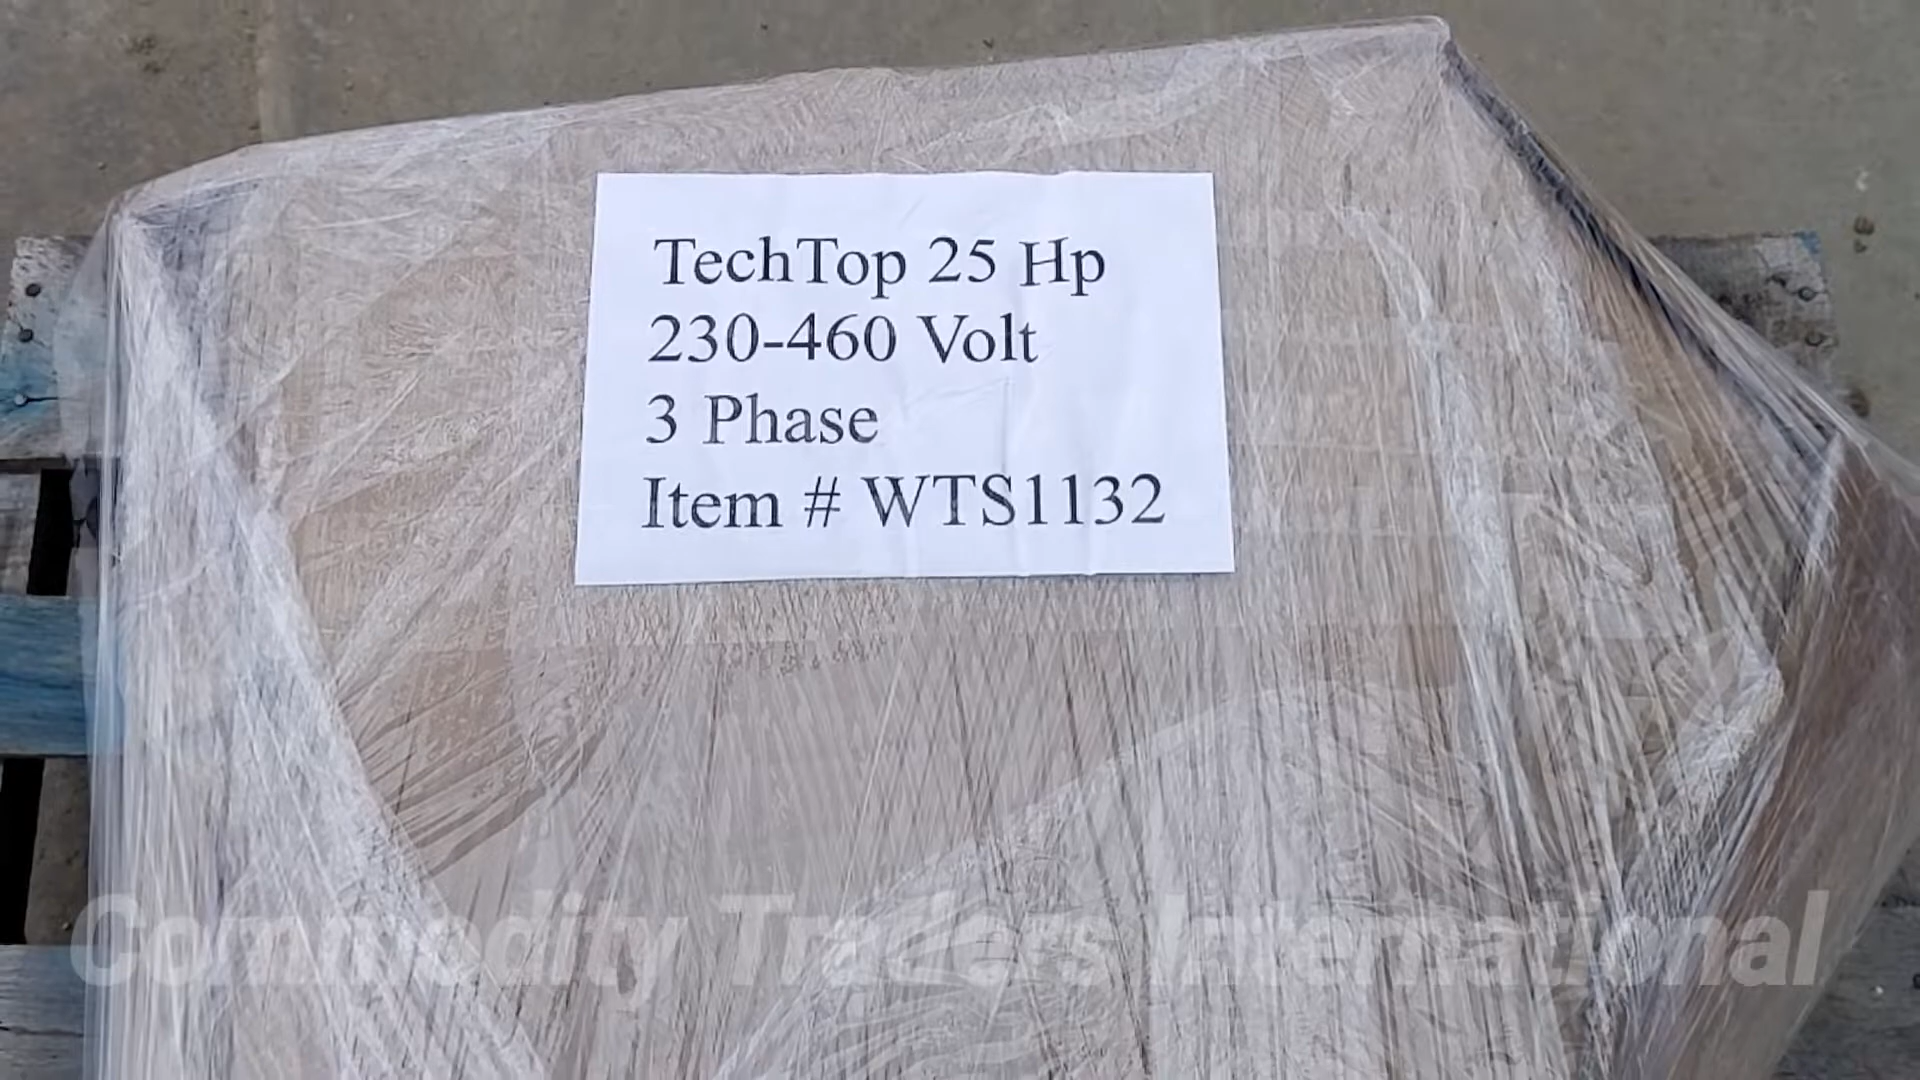 TechTop 25 Hp
230-460 Volt
3 Phase
Item # WTS1132
Commodity Traders International